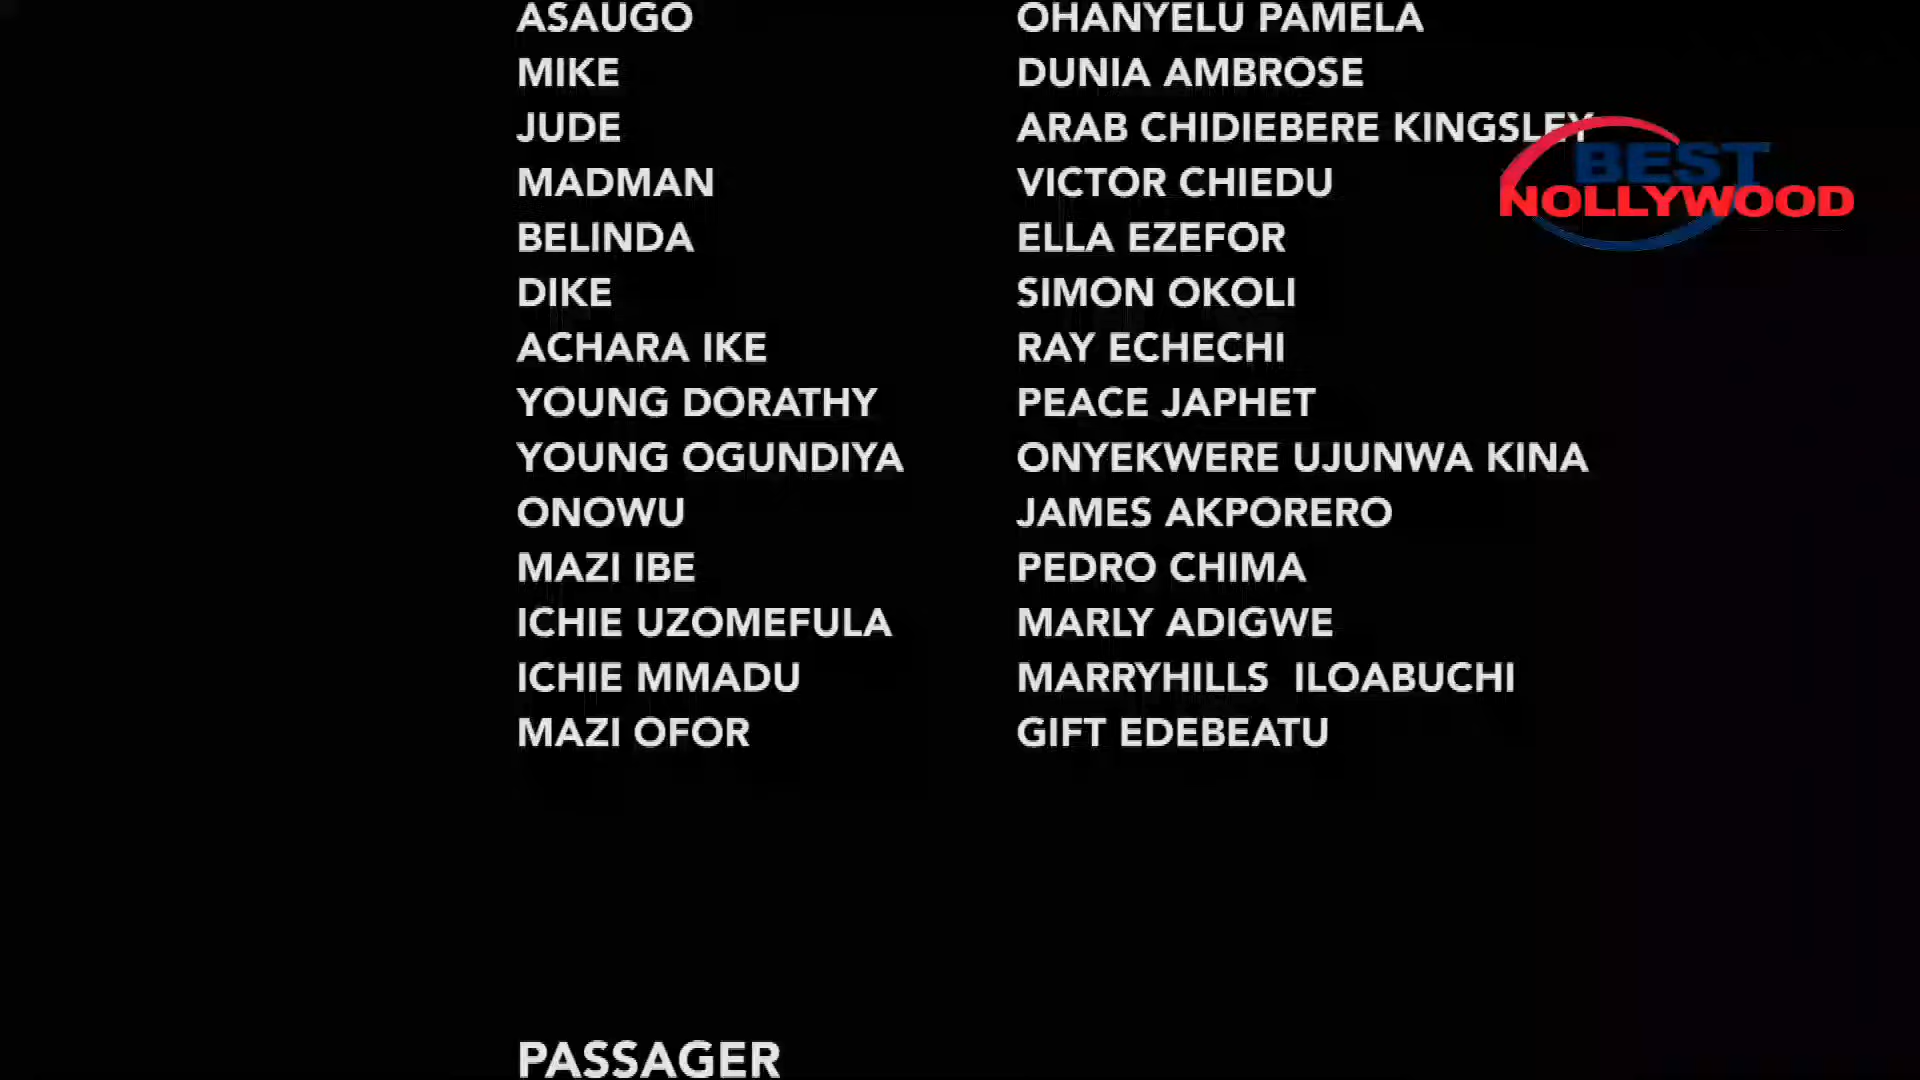 ASAUGO OHANYELU PAMELA
MIKE DUNIA AMBROSE
JUDE ARAB CHIDIEBERE KINGSLEY
MADMAN VICTOR CHIEDU
BELINDA ELLA EZEFOR
DIKE SIMON OKOLI
ACHARA IKE RAY ECHECHI
YOUNG DORATHY PEACE JAPHET
YOUNG OGUNDIYA ONYEKWERE UJUNWA KINA
ONOWU JAMES AKPORERO
MAZI IBE PEDRO CHIMA
ICHIE UZOMEFULA MARLY ADIGWE
ICHIE MMADU MARRYHILLS ILOABUCHI
MAZI OFOR GIFT EDEBEATU
PASSAGER
BEST
NOLLYWOOD